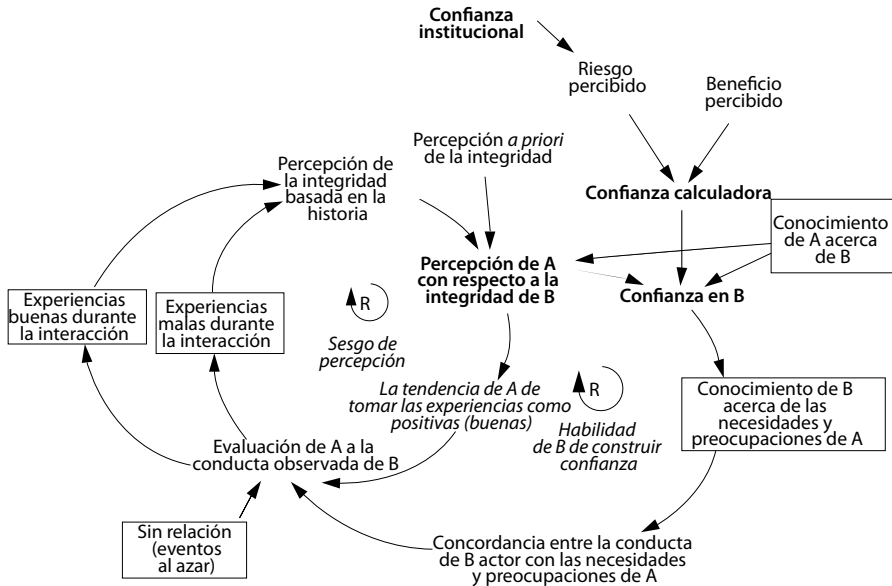 Confianza
institucional
Riesgo
percibido
Beneficio
percibido
Percepción a priori
de la integridad
Percepción de
la integridad
basada en la
historia
Confianza calculadora
Conocimiento
de A acerca
de B
Percepción de A
con respecto a la
integridad de B
Confianza en B
Experiencias
buenas durante
la interacción
Experiencias
malas durante
la interacción
R
Sesgo de
percepción
La tendencia de A de
tomar las experiencias como
positivas (buenas)
R
Habilidad
de B de construir
confianza
Conocimiento de B
acerca de las
necesidades y
preocupaciones de A
Evaluación de A a la
conducta observada de B
Sin relación
(eventos
al azar)
Concordancia entre la conducta
de B actor con las necesidades
y preocupaciones de A